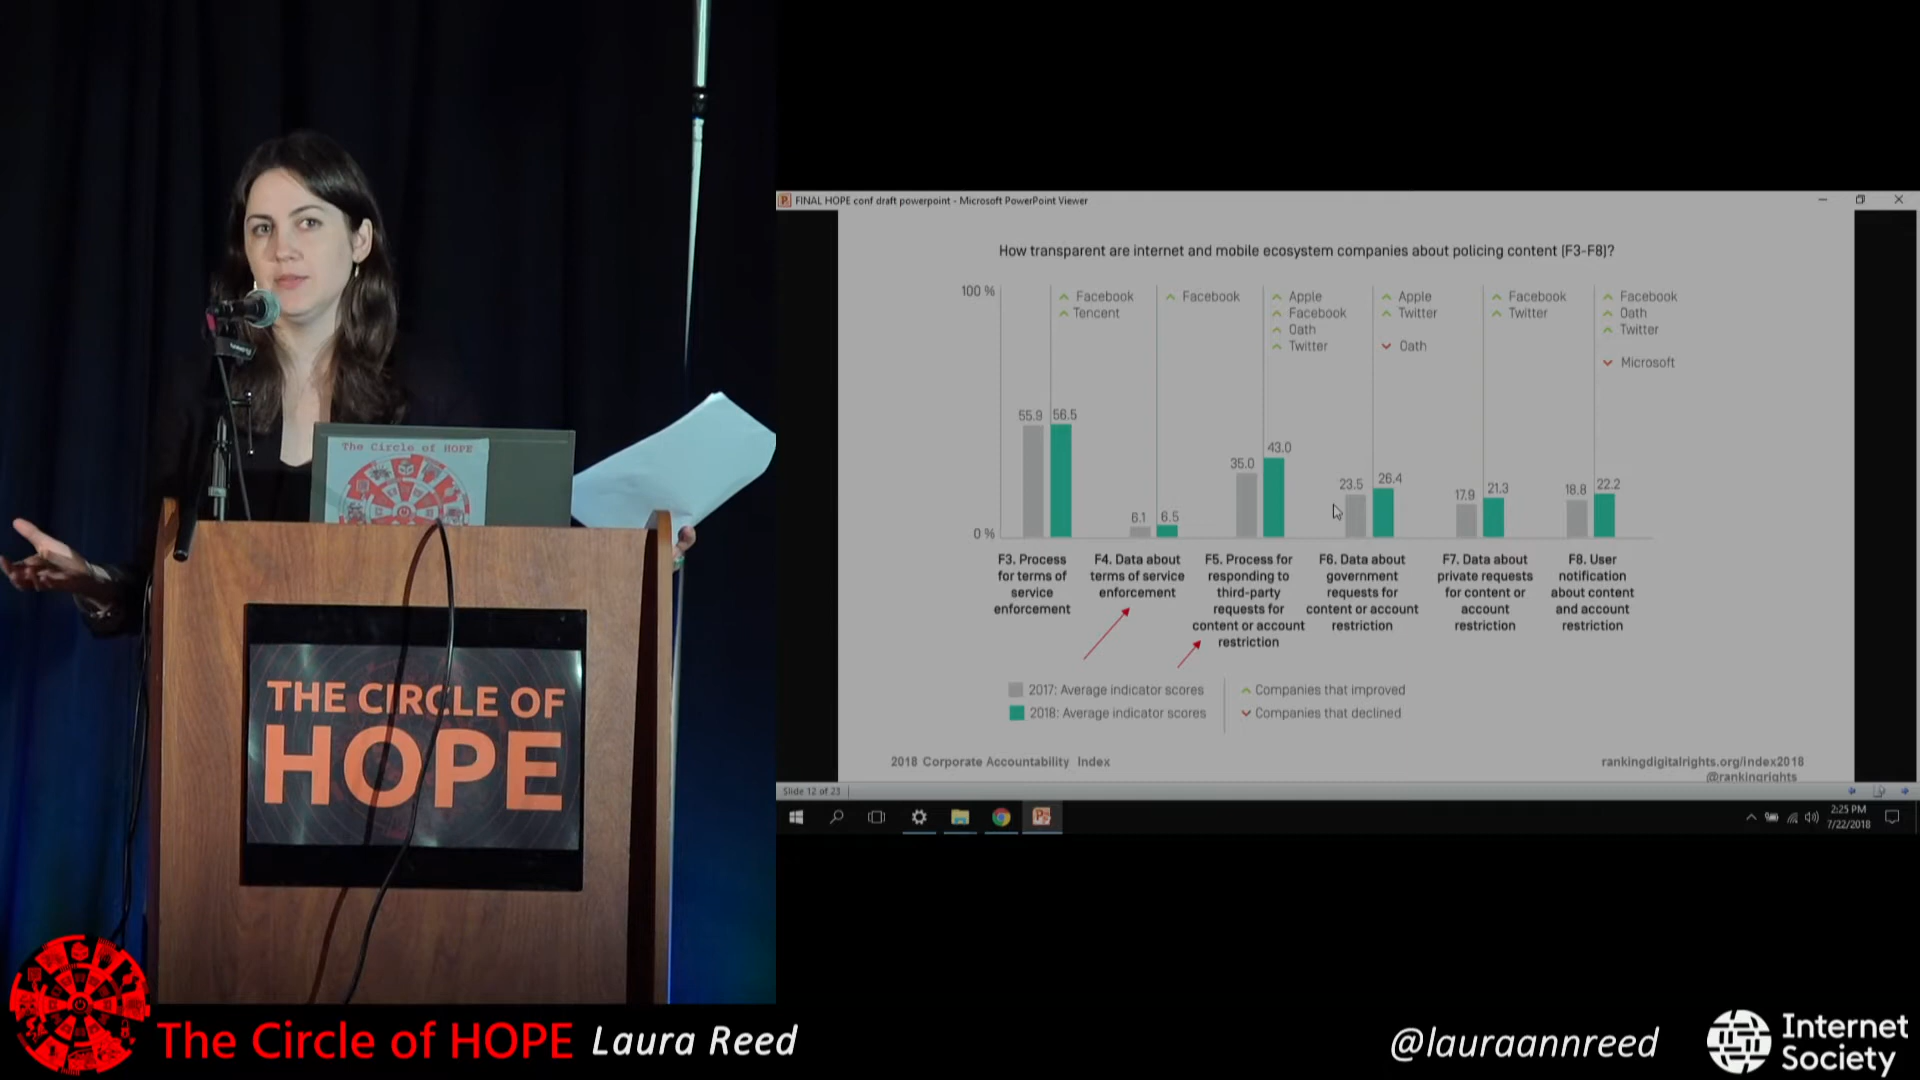 The Circle of HOPE
THE CIRCLE OF
HOPE
FINAL HOPE conf draft powerpoint - Microsoft PowerPoint Viewer
How transparent are internet and mobile ecosystem companies about policing content (F3-F8)?
100 %
0 %
Facebook
Tencent
Facebook
Apple
Facebook
Oath
Twitter
Apple
Twitter
Oath
Facebook
Twitter
Facebook
Oath
Twitter
Microsoft
55.9 56.5
6.1 6.5
35.0 43.0
23.5 26.4
17.9 21.3
18.8 22.2
F3. Process
for terms of
service
enforcement
F4. Data about
terms of service
enforcement
F5. Process for
responding to
third-party
requests for
content or account
restriction
F6. Data about
government
requests for
content or account
restriction
F7. Data about
private requests
for content or
account
restriction
F8. User
notification
about content
and account
restriction
2017: Average indicator scores
2018: Average indicator scores
Companies that improved
Companies that declined
2018 Corporate Accountability Index
rankingdigitalrights.org/index2018
@rankingrights
Slide 12 of 23
2:25 PM
7/22/2018
The Circle of HOPE Laura Reed
@lauraannreed
Internet
Society